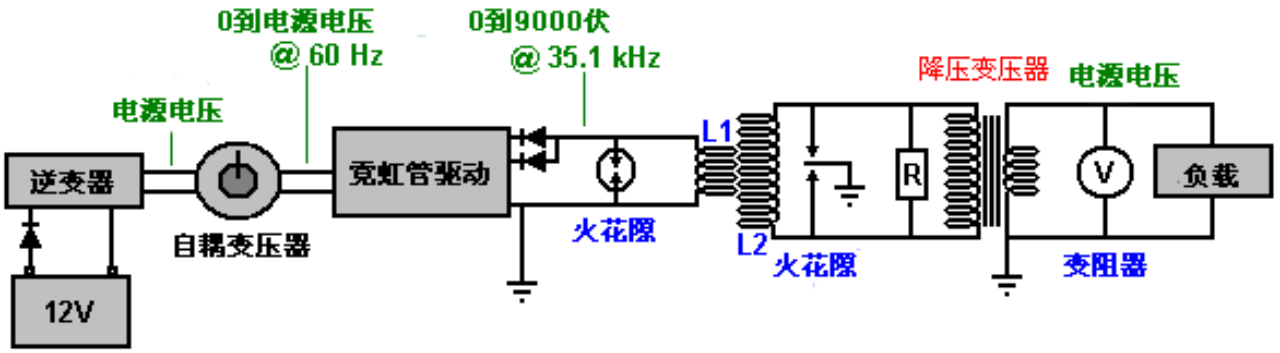 0到电源电压
@ 60 Hz
0到9000伏
@ 35.1 kHz
降压变压器
电源电压
电源电压
L1
逆变器
霓虹管驱动
R
V
负载
自耦变压器
火花隙
L2
火花隙
变阻器
12V